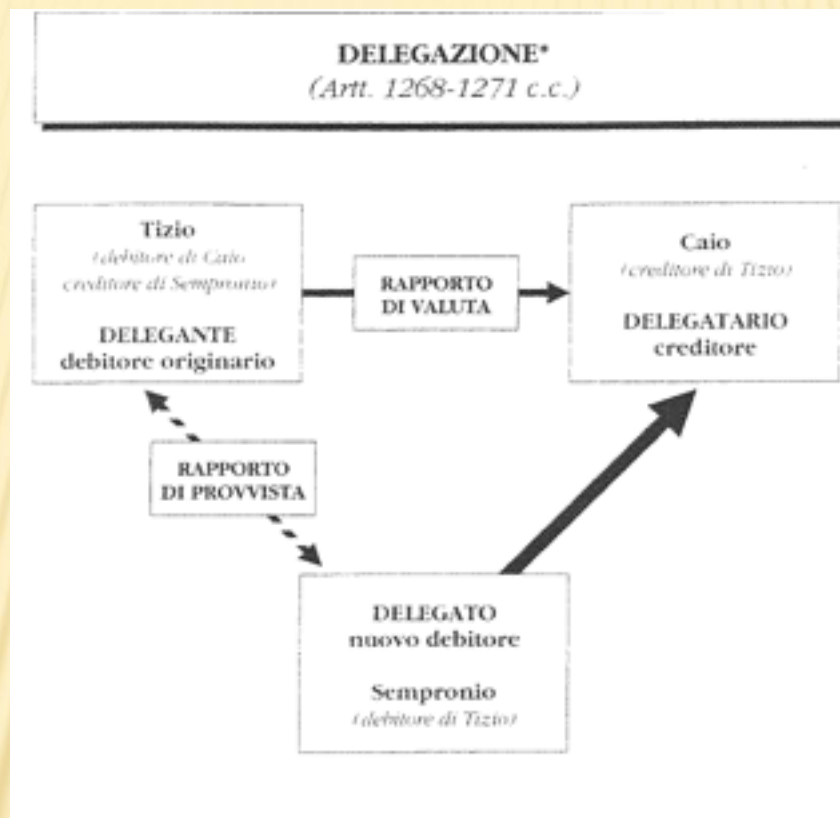 DELEGAZIONE*
(Artt. 1268-1271 c.c.)
Tizio
(debitore di Caio
creditore di Sempronio)
DELEGANTE
debitore originario
RAPPORTO
DI VALUTA
Caio
(creditore di Tizio)
DELEGATARIO
creditore
RAPPORTO
DI PROVVISTA
DELEGATO
nuovo debitore
Sempronio
(debitore di Tizio)